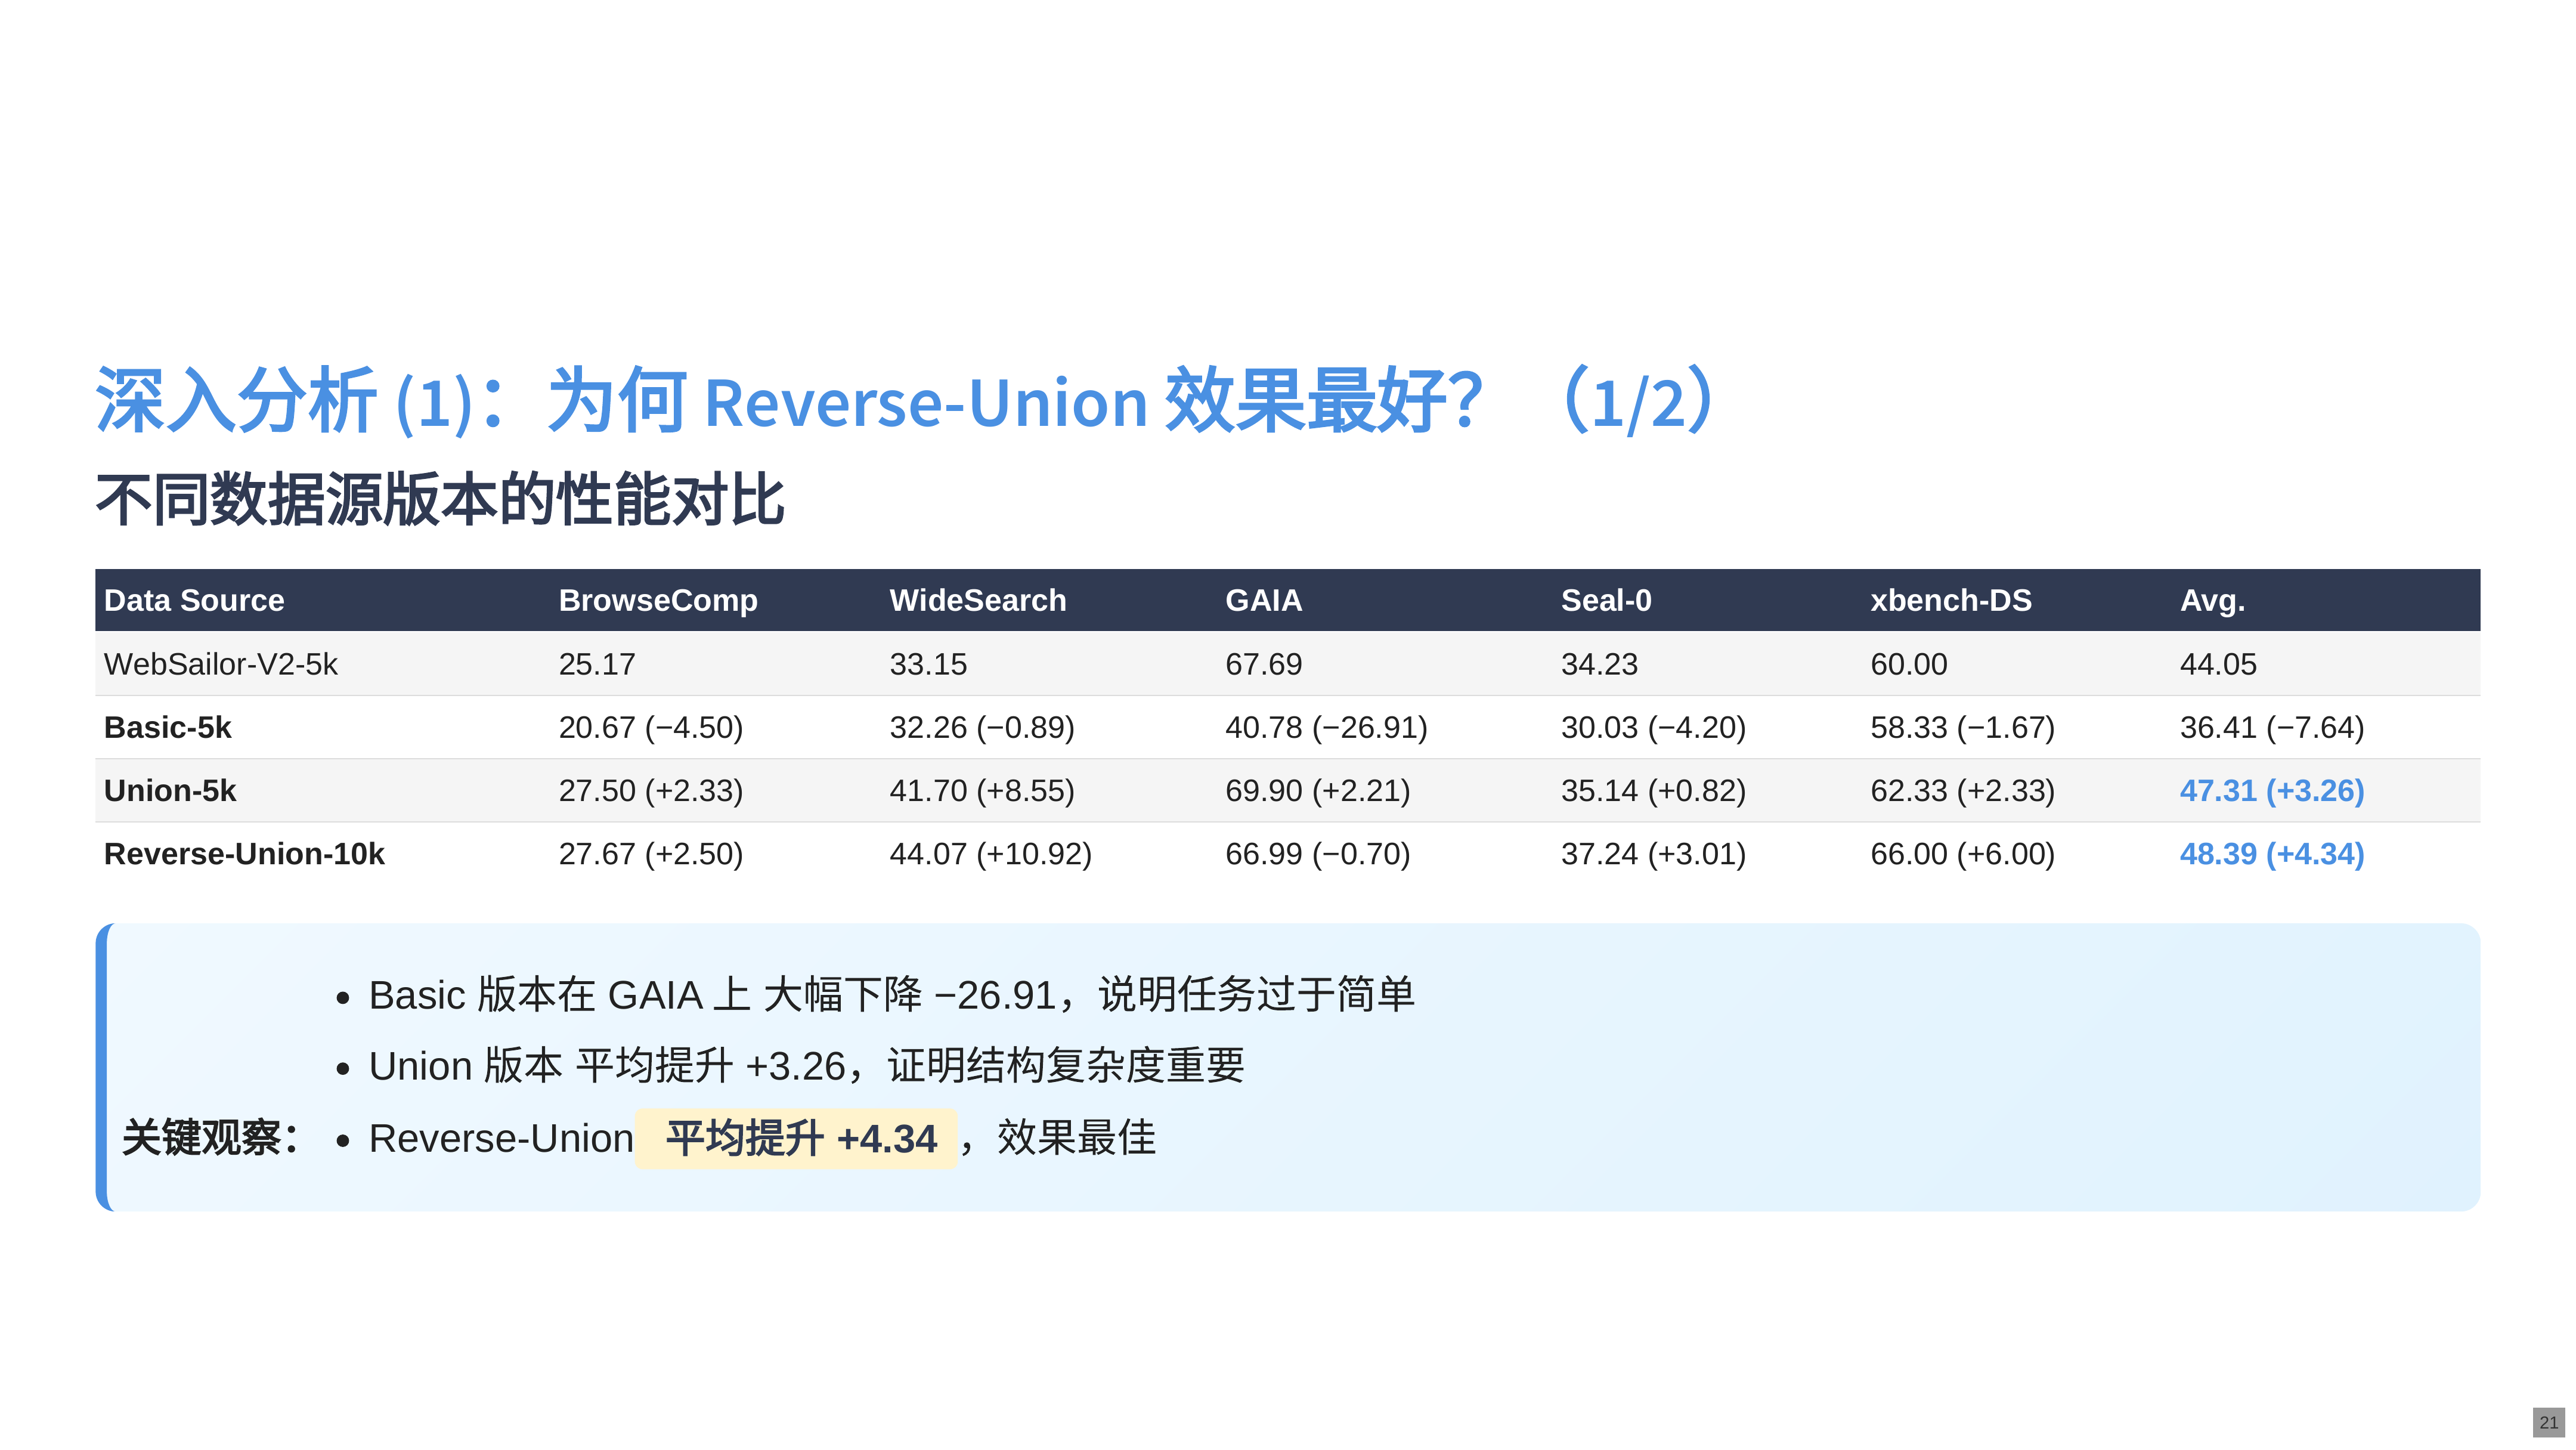 深入分析 (1)：为何 Reverse-Union 效果最好？（1/2）
不同数据源版本的性能对比
Data Source BrowseComp WideSearch GAIA Seal-0 xbench-DS Avg.
WebSailor-V2-5k 25.17 33.15 67.69 34.23 60.00 44.05
Basic-5k 20.67 (−4.50) 32.26 (−0.89) 40.78 (−26.91) 30.03 (−4.20) 58.33 (−1.67) 36.41 (−7.64)
Union-5k 27.50 (+2.33) 41.70 (+8.55) 69.90 (+2.21) 35.14 (+0.82) 62.33 (+2.33) 47.31 (+3.26)
Reverse-Union-10k 27.67 (+2.50) 44.07 (+10.92) 66.99 (−0.70) 37.24 (+3.01) 66.00 (+6.00) 48.39 (+4.34)
• Basic 版本在 GAIA 上 大幅下降 −26.91，说明任务过于简单
• Union 版本 平均提升 +3.26，证明结构复杂度重要
关键观察： • Reverse-Union 平均提升 +4.34 ，效果最佳
21